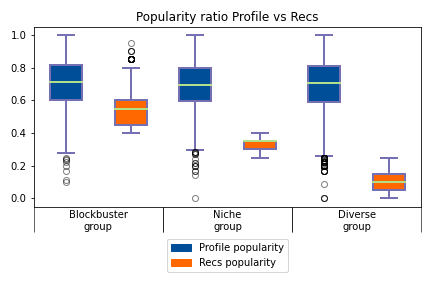 Popularity ratio Profile vs Recs
1.0
0.8
0.6
0.4
0.2
0.0
Blockbuster
group
Niche
group
Diverse
group
Profile popularity
Recs popularity